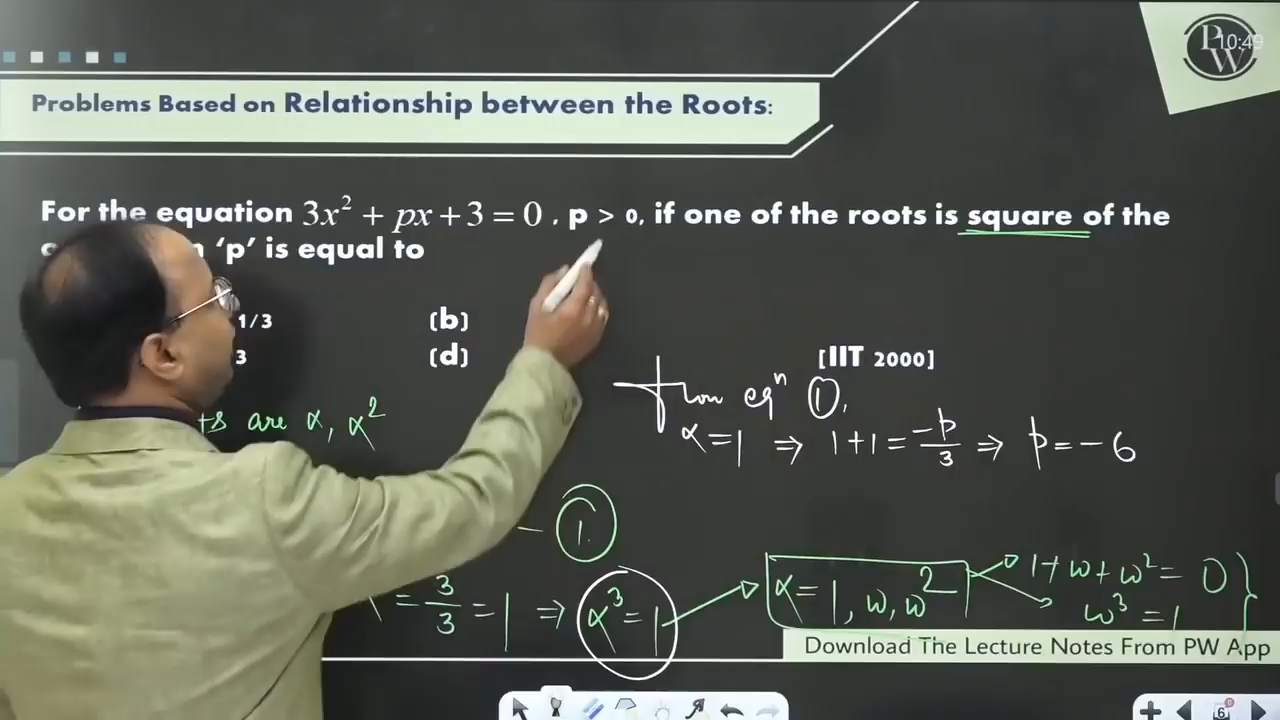 PW
10:49
Problems Based on Relationship between the Roots:
For the equation 3x² + px + 3 = 0 , p > 0, if one of the roots is square of the
'p' is equal to
1/3 (b)
3 (d)
[IIT 2000]
are α, α²
From eqⁿ ①,
α = 1 ⇒ 1 + 1 = -p/3 ⇒ p = -6
- ①
= 3/3 = 1 ⇒ α³ = 1
α = 1, ω, ω²
1 + ω + ω² = 0
ω³ = 1
Download The Lecture Notes From PW App
6